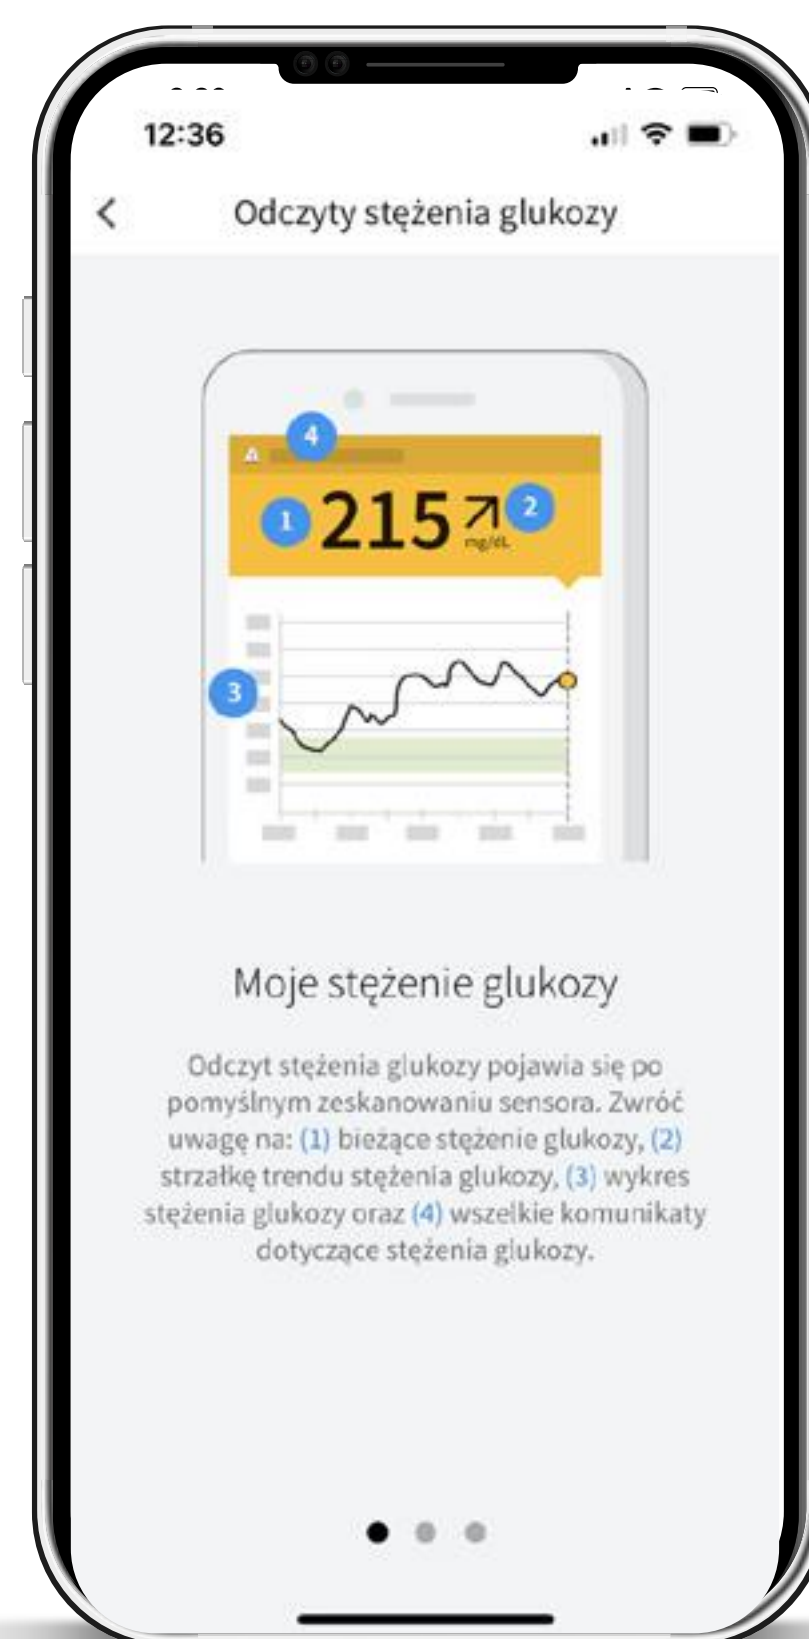 12:36
Odczyty stężenia glukozy
4
1 215 2
mg/dL
3
Moje stężenie glukozy
Odczyt stężenia glukozy pojawia się po
pomyślnym zeskanowaniu sensora. Zwróć
uwagę na: (1) bieżące stężenie glukozy, (2)
strzałkę trendu stężenia glukozy, (3) wykres
stężenia glukozy oraz (4) wszelkie komunikaty
dotyczące stężenia glukozy.